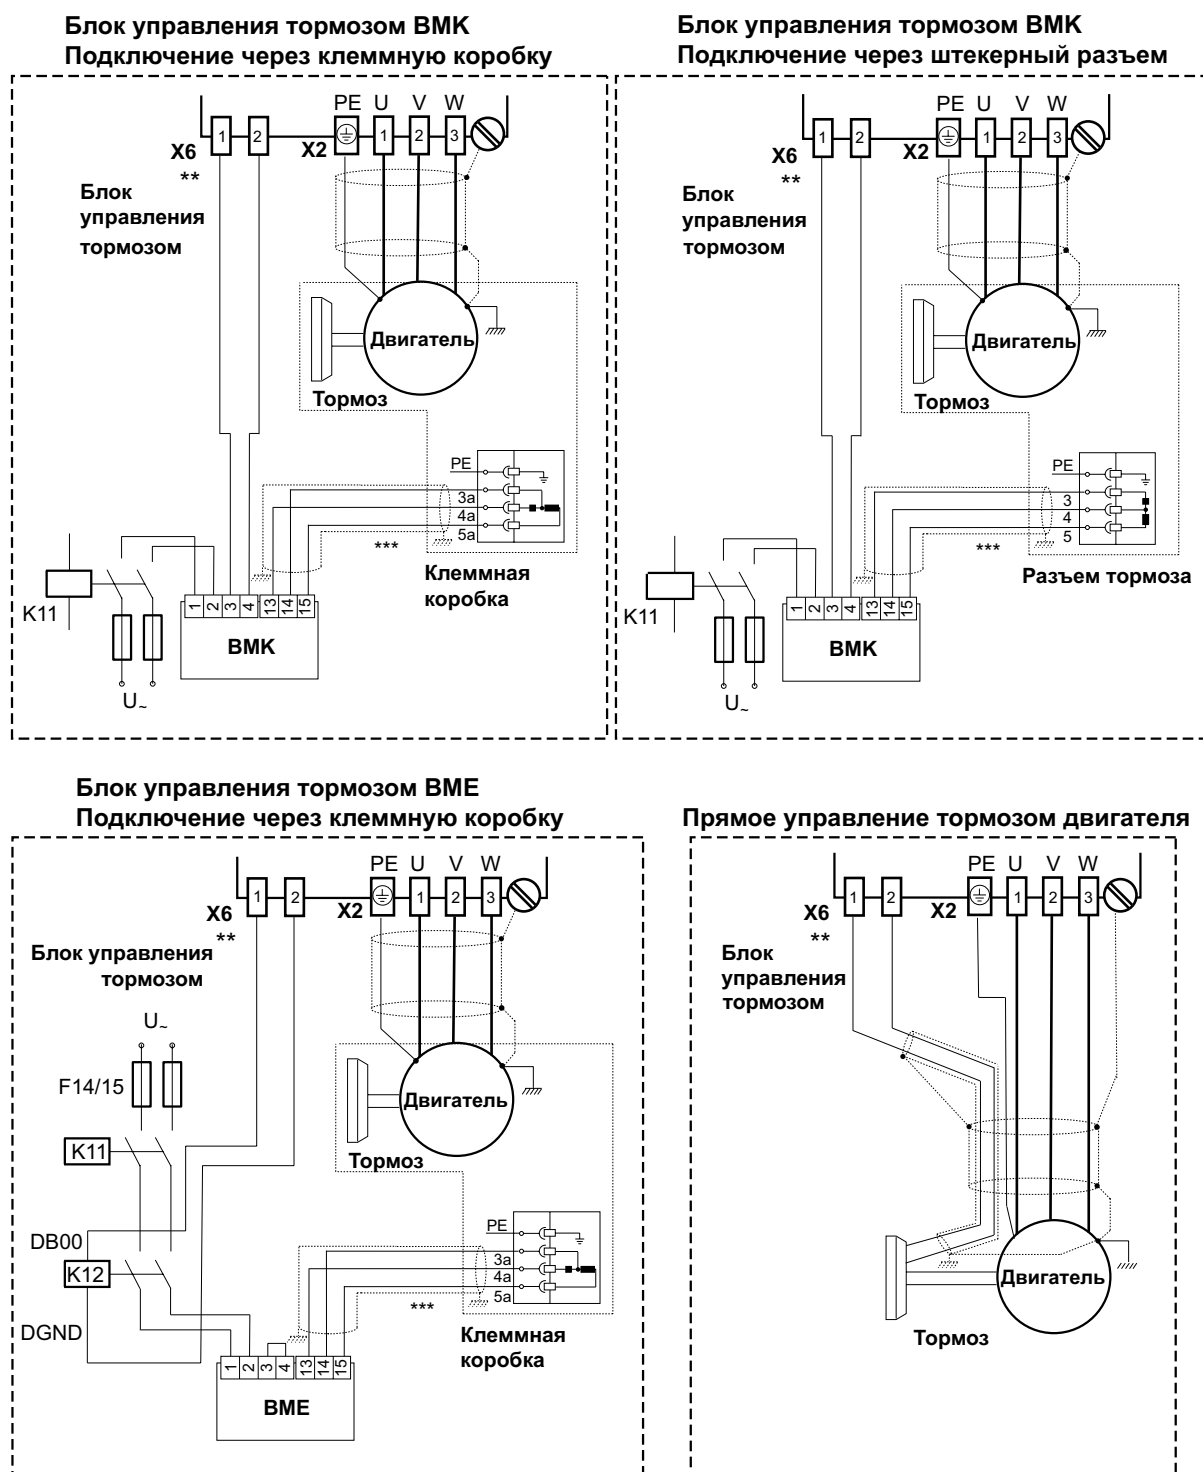 Блок управления тормозом BMK
Подключение через клеммную коробку
PE U V W
1 2 1 2 3
X6 X2
**
Блок
управления
тормозом
Двигатель
Тормоз
PE
3a
4a
5a
***
Клеммная
коробка
K11
1 2 3 4 13 14 15
BMK
U~
Блок управления тормозом BMK
Подключение через штекерный разъем
PE U V W
1 2 1 2 3
X6 X2
**
Блок
управления
тормозом
Двигатель
Тормоз
PE
3
4
5
***
Разъем тормоза
K11
1 2 3 4 13 14 15
BMK
U~
Блок управления тормозом BME
Подключение через клеммную коробку
PE U V W
1 2 1 2 3
X6 X2
**
Блок управления
тормозом
U~
F14/15
Двигатель
K11
Тормоз
PE
DB00
3a
K12
4a
5a
***
DGND
Клеммная
коробка
1 2 3 4 13 14 15
BME
Прямое управление тормозом двигателя
PE U V W
1 2 1 2 3
X6 X2
**
Блок
управления
тормозом
Двигатель
Тормоз